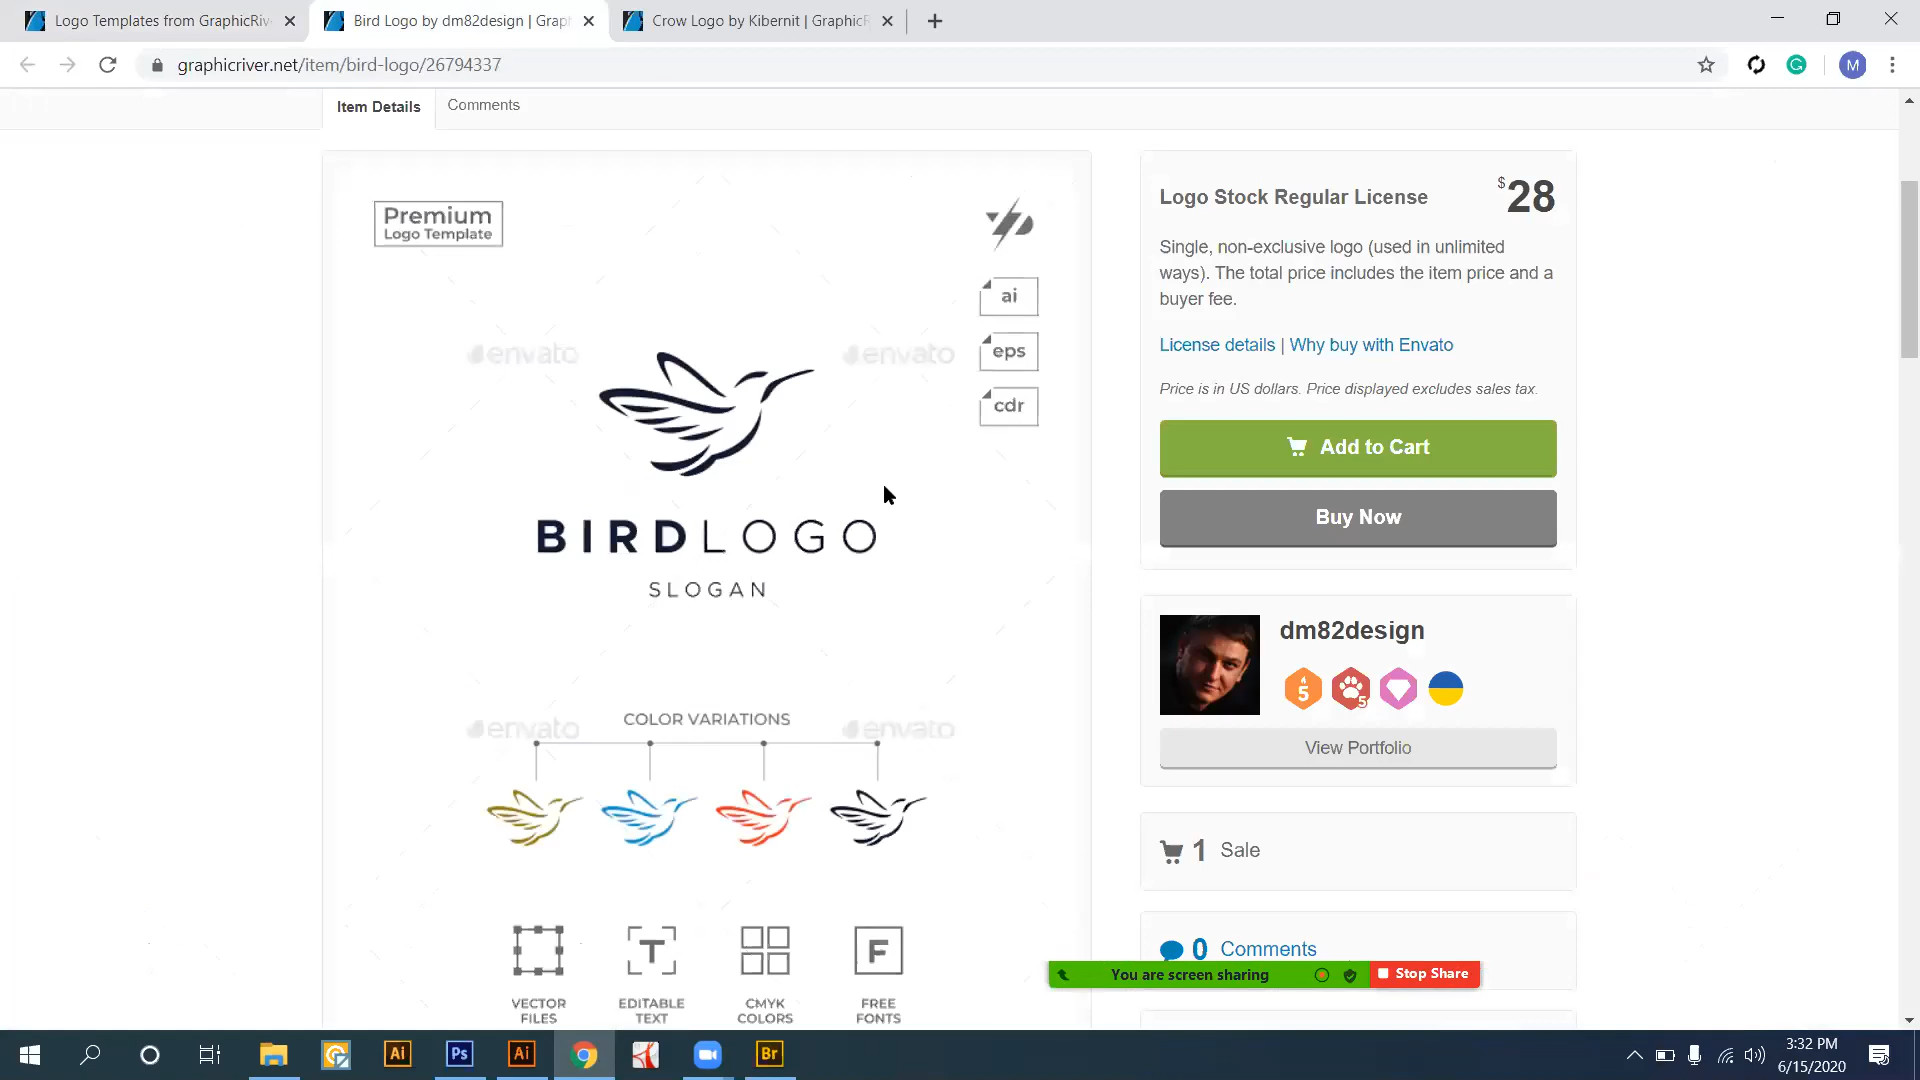 Logo Templates from GraphicRiv
Bird Logo by dm82design | Grap
Crow Logo by Kibernit | GraphicR
graphicriver.net/item/bird-logo/26794337
M
Item Details
Comments
Premium
Logo Template
ai
eps
cdr
envato
envato
BIRDLOGO
SLOGAN
envato
COLOR VARIATIONS
envato
T
F
VECTOR
FILES
EDITABLE
TEXT
CMYK
COLORS
FREE
FONTS
Logo Stock Regular License
$28
Single, non-exclusive logo (used in unlimited
ways). The total price includes the item price and a
buyer fee.
License details | Why buy with Envato
Price is in US dollars. Price displayed excludes sales tax.
Add to Cart
Buy Now
dm82design
5
5
View Portfolio
1 Sale
0 Comments
You are screen sharing
Stop Share
Ai
Ps
Ai
Br
3:32 PM
6/15/2020